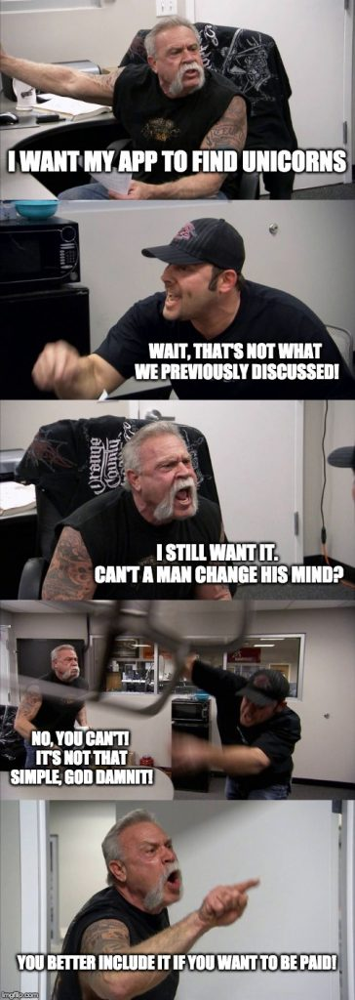 I WANT MY APP TO FIND UNICORNS
WAIT, THAT'S NOT WHAT
WE PREVIOUSLY DISCUSSED!
Orange
County
I STILL WANT IT.
CAN'T A MAN CHANGE HIS MIND?
NO, YOU CAN'T!
IT'S NOT THAT
SIMPLE, GOD DAMNIT!
YOU BETTER INCLUDE IT IF YOU WANT TO BE PAID!
imgflip.com